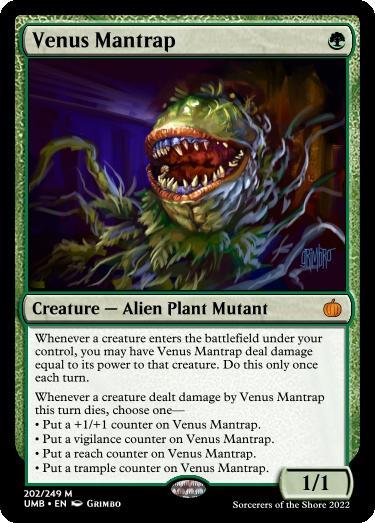 Venus Mantrap
Creature — Alien Plant Mutant
Whenever a creature enters the battlefield under your
control, you may have Venus Mantrap deal damage
equal to its power to that creature. Do this only once
each turn.
Whenever a creature dealt damage by Venus Mantrap
this turn dies, choose one—
• Put a +1/+1 counter on Venus Mantrap.
• Put a vigilance counter on Venus Mantrap.
• Put a reach counter on Venus Mantrap.
• Put a trample counter on Venus Mantrap.
1/1
202/249 M
UMB • EN Grimbo
Sorcerers of the Shore 2022
GRIMBRO